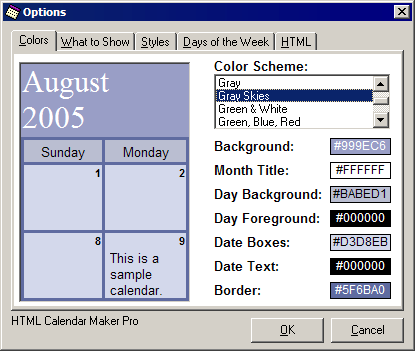 Options
Colors What to Show Styles Days of the Week HTML
August
2005
Sunday Monday
1 2
8 9
This is a
sample
calendar.
Color Scheme:
Gray
Gray Skies
Green & White
Green, Blue, Red
Background: #999EC6
Month Title: #FFFFFF
Day Background: #BABED1
Day Foreground: #000000
Date Boxes: #D3D8EB
Date Text: #000000
Border: #5F6BA0
HTML Calendar Maker Pro
OK Cancel